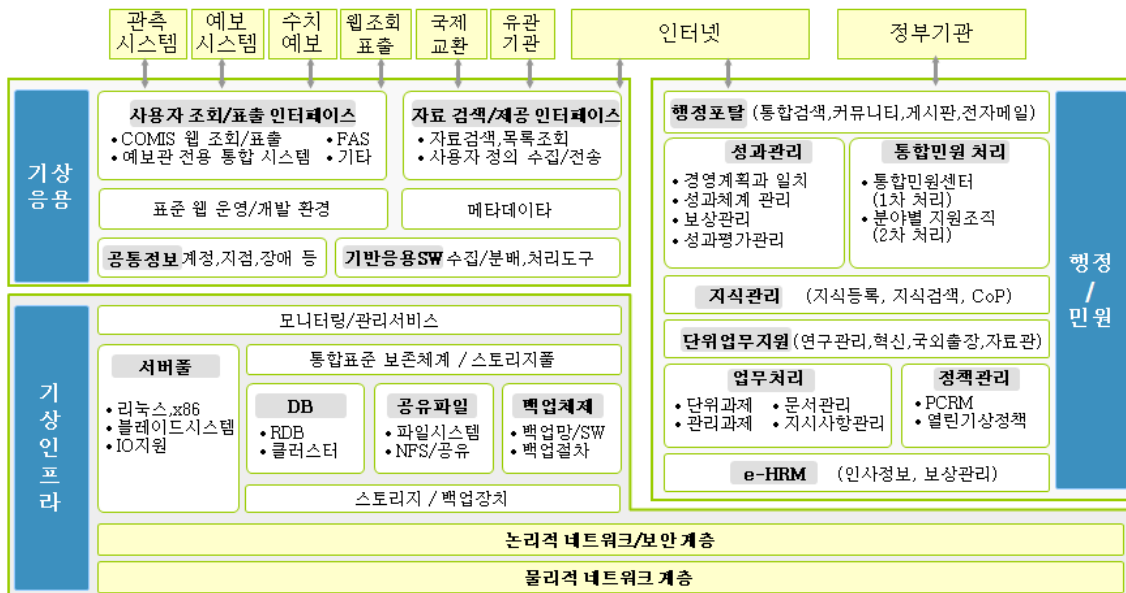 관측
시스템
예보
시스템
수치
예보
웹조회
표출
국제
교환
유관
기관
인터넷
정부기관
기상
응용
사용자 조회/표출 인터페이스
• COMIS 웹 조회/표출
• FAS
• 예보관 전용 통합 시스템
• 기타
자료 검색/제공 인터페이스
• 자료검색,목록조회
• 사용자 정의 수집/전송
표준 웹 운영/개발 환경
메타데이타
공통정보 계정,지점,장애 등
기반응용SW 수집/분배,처리도구
기상인프라
모니터링/관리서비스
서버풀
• 리눅스,x86
• 블레이드시스템
• IO지원
통합표준 보존체계 / 스토리지풀
DB
• RDB
• 클러스터
공유파일
• 파일시스템
• NFS/공유
백업체제
• 백업망/SW
• 백업절차
스토리지 / 백업장치
논리적 네트워크/보안 계층
물리적 네트워크 계층
행정포탈 (통합검색,커뮤니티,게시판,전자메일)
성과관리
• 경영계획과 일치
• 성과체계 관리
• 보상관리
• 성과평가관리
통합민원 처리
• 통합민원센터
(1차 처리)
• 분야별 지원조직
(2차 처리)
지식관리 (지식등록, 지식검색, CoP)
단위업무지원(연구관리,혁신,국외출장,자료관)
업무처리
• 단위과제 • 문서관리
• 관리과제 • 지시사항관리
정책관리
• PCRM
• 열린기상정책
e-HRM (인사정보, 보상관리)
행정
/
민원